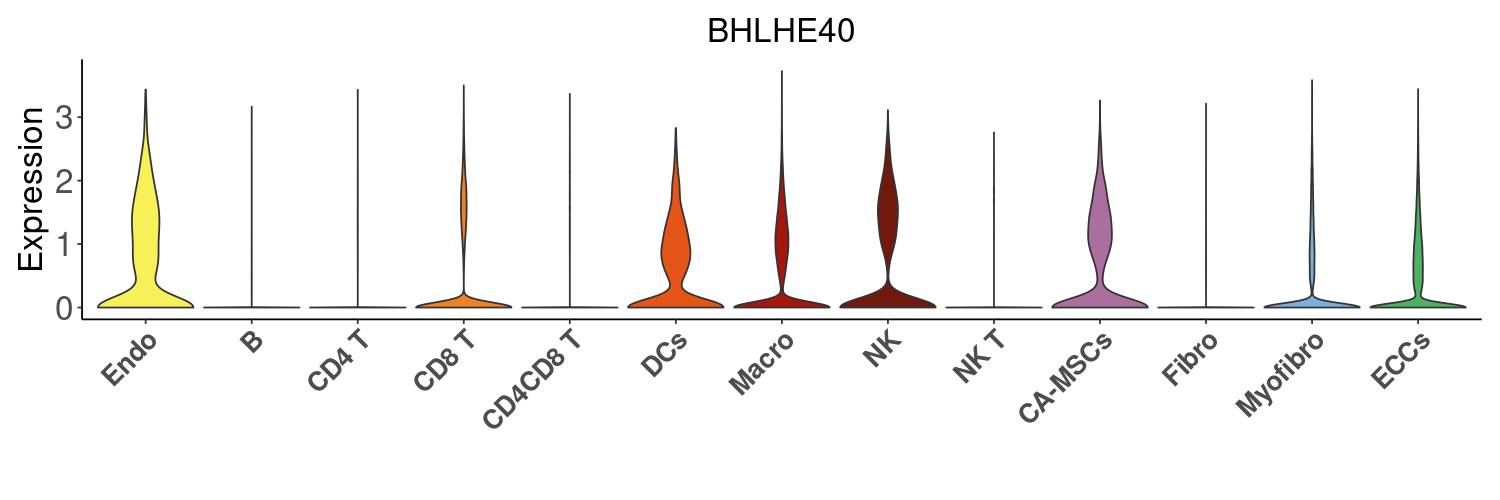 BHLHE40
Expression
3
2
1
0
Endo
B
CD4 T
CD8 T
CD4CD8 T
DCs
Macro
NK
NK T
CA-MSCs
Fibro
Myofibro
ECCs